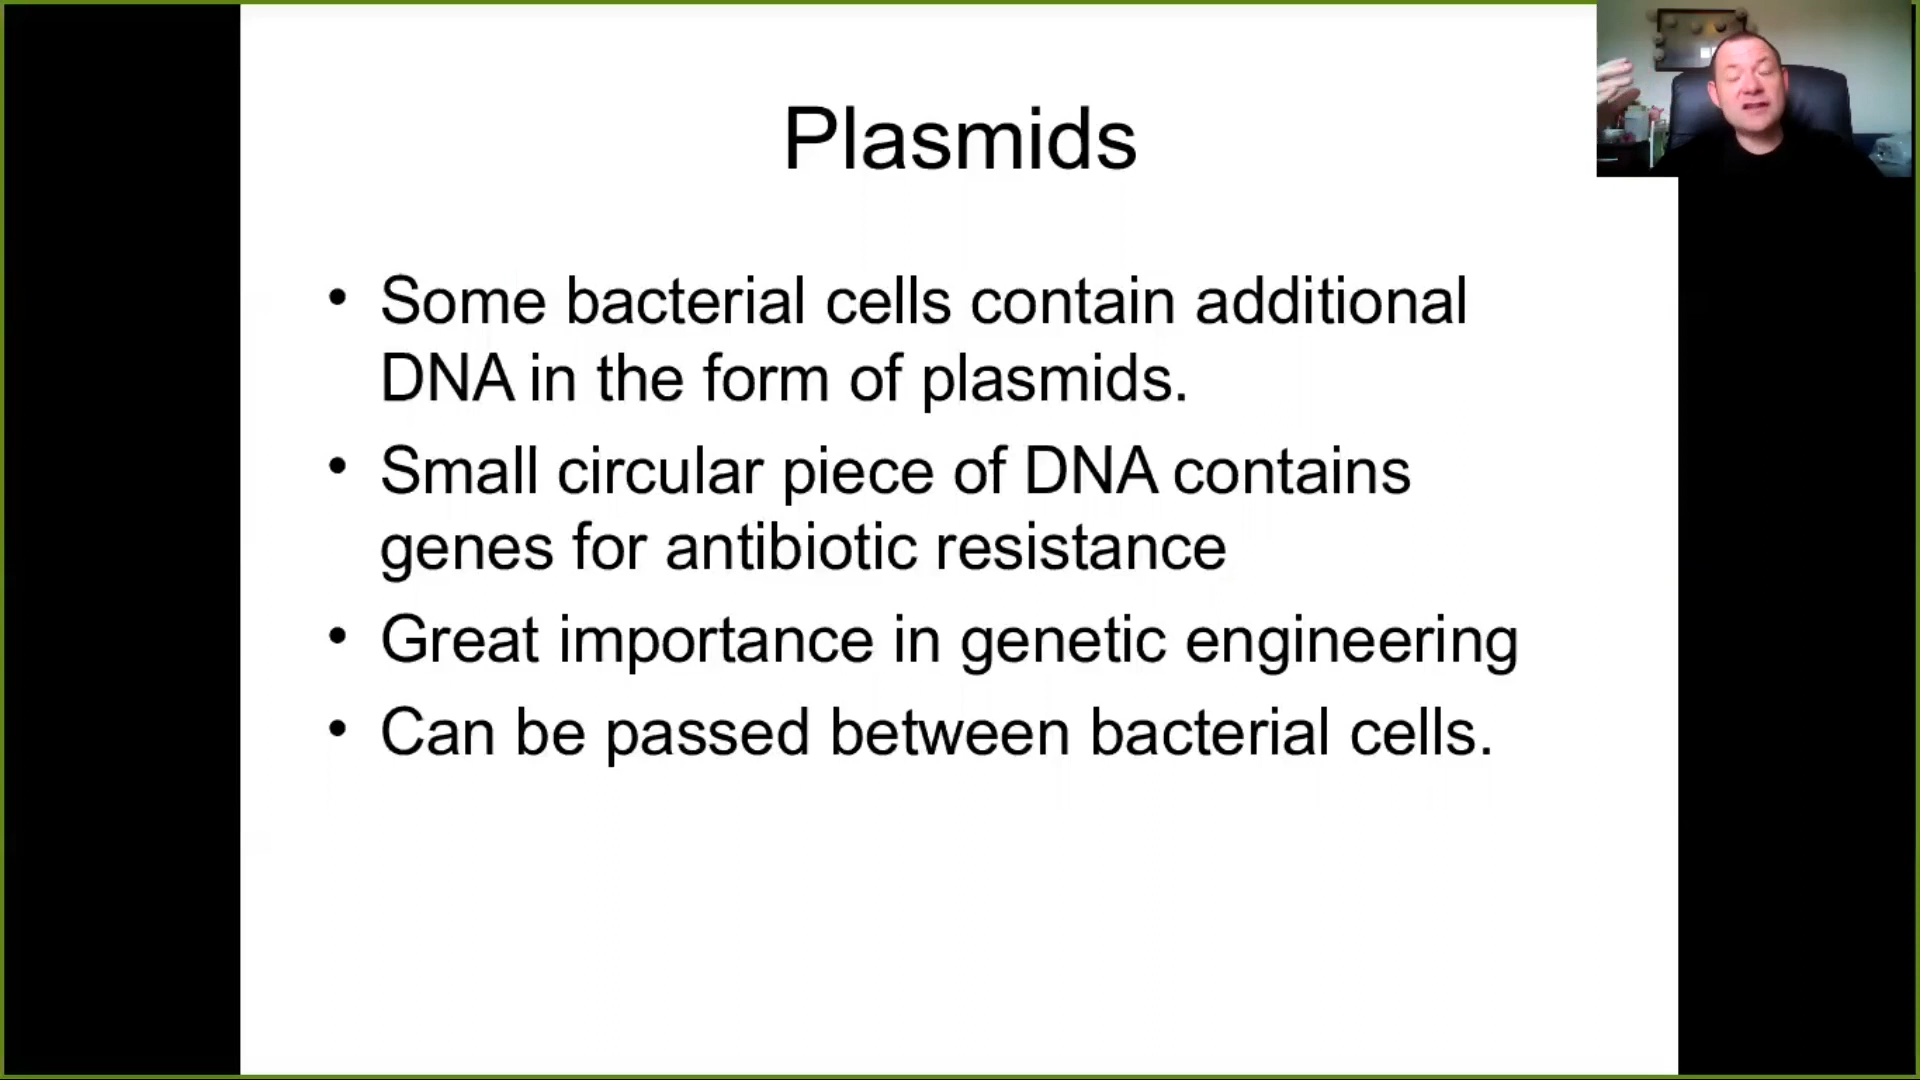 Plasmids
• Some bacterial cells contain additional
DNA in the form of plasmids.
• Small circular piece of DNA contains
genes for antibiotic resistance
• Great importance in genetic engineering
• Can be passed between bacterial cells.